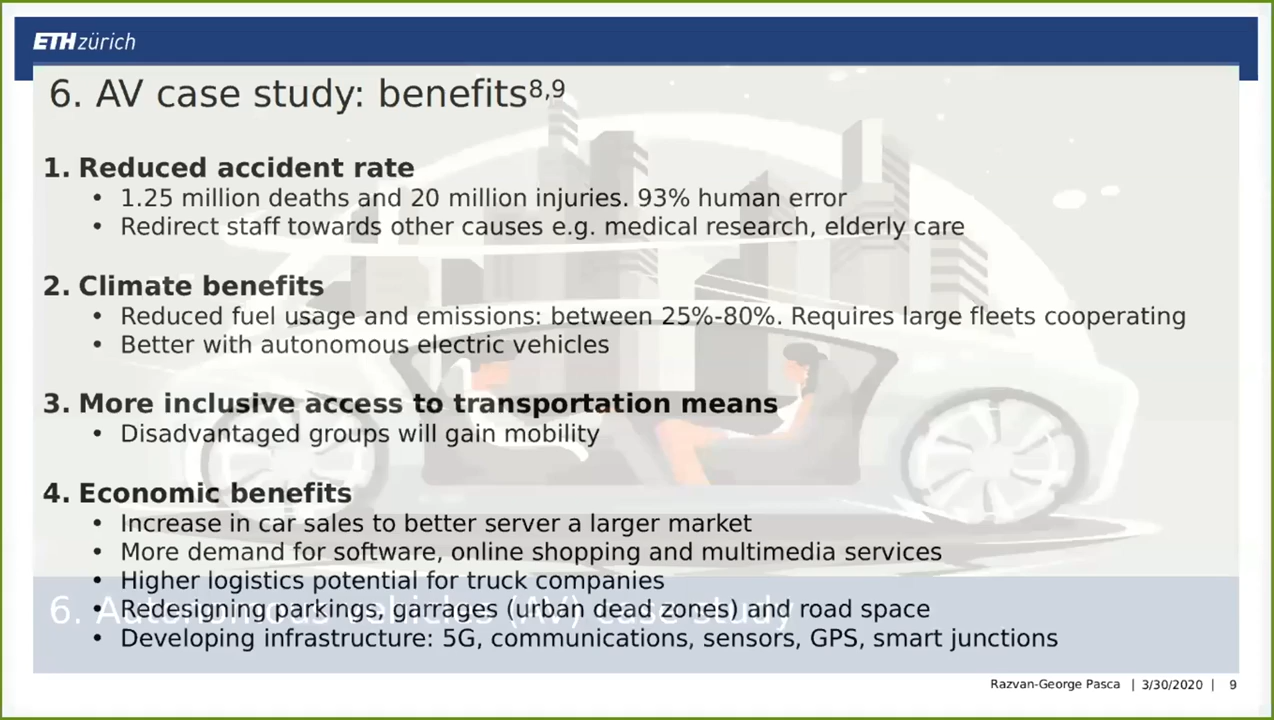 ETH zürich
6. AV case study: benefits8,9
1. Reduced accident rate
• 1.25 million deaths and 20 million injuries. 93% human error
• Redirect staff towards other causes e.g. medical research, elderly care
2. Climate benefits
• Reduced fuel usage and emissions: between 25%-80%. Requires large fleets cooperating
• Better with autonomous electric vehicles
3. More inclusive access to transportation means
• Disadvantaged groups will gain mobility
4. Economic benefits
• Increase in car sales to better server a larger market
• More demand for software, online shopping and multimedia services
• Higher logistics potential for truck companies
6. Autonomous vehicles (AV) case study
• Redesigning parkings, garrages (urban dead zones) and road space
• Developing infrastructure: 5G, communications, sensors, GPS, smart junctions
Razvan-George Pasca | 3/30/2020 | 9